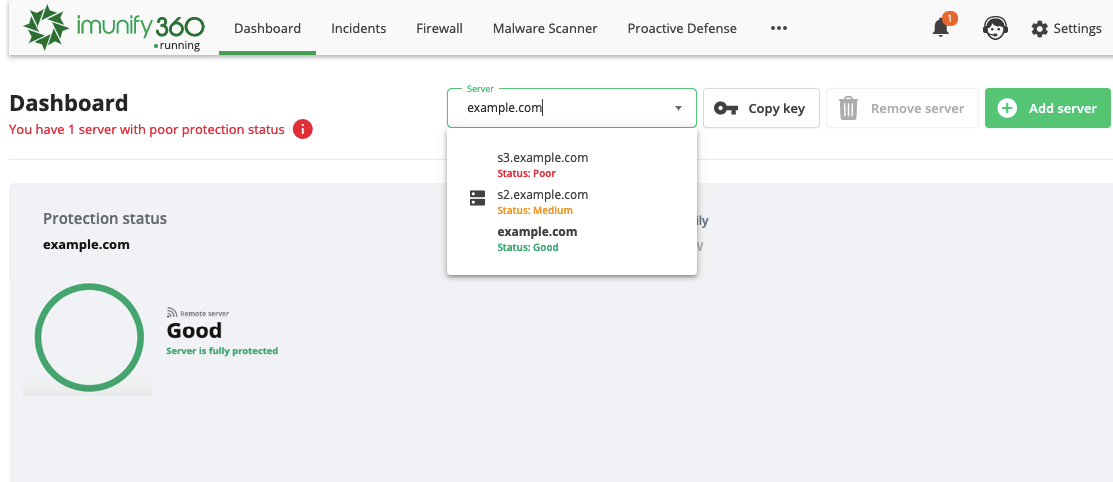 imunify360
running
Dashboard
Incidents
Firewall
Malware Scanner
Proactive Defense
1
Settings
Dashboard
You have 1 server with poor protection status
Server
example.com
Copy key
Remove server
Add server
s3.example.com
Status: Poor
s2.example.com
Status: Medium
example.com
Status: Good
Protection status
example.com
Remote server
Good
Server is fully protected